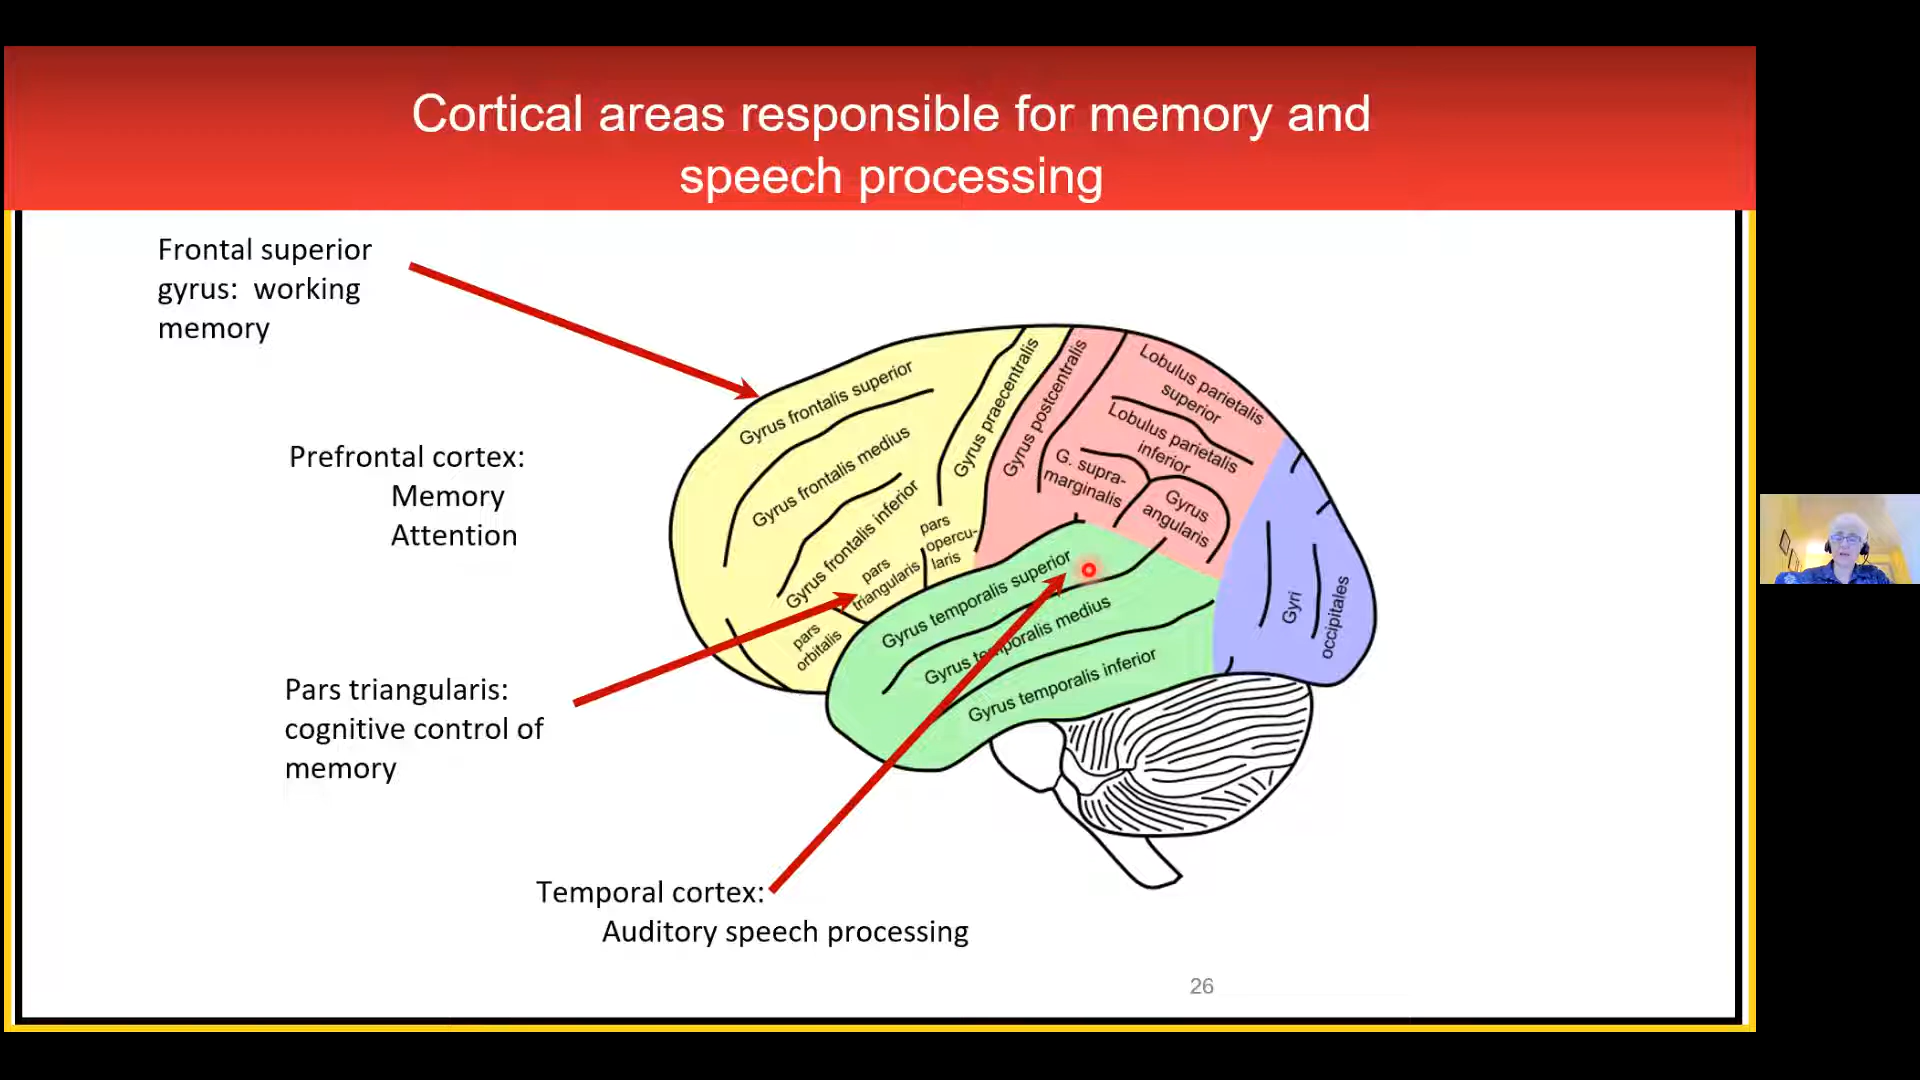 Cortical areas responsible for memory and
speech processing
Frontal superior
gyrus: working
memory
Prefrontal cortex:
Memory
Attention
Pars triangularis:
cognitive control of
memory
Temporal cortex:
Auditory speech processing
Gyrus frontalis superior
Gyrus frontalis medius
Gyrus frontalis inferior
pars
opercu-
laris
pars
triangularis
pars
orbitalis
Gyrus praecentralis
Gyrus postcentralis
Lobulus parietalis
superior
Lobulus parietalis
inferior
G. supra-
marginalis
Gyrus
angularis
Gyrus temporalis superior
Gyrus temporalis medius
Gyrus temporalis inferior
Gyri
occipitales
26